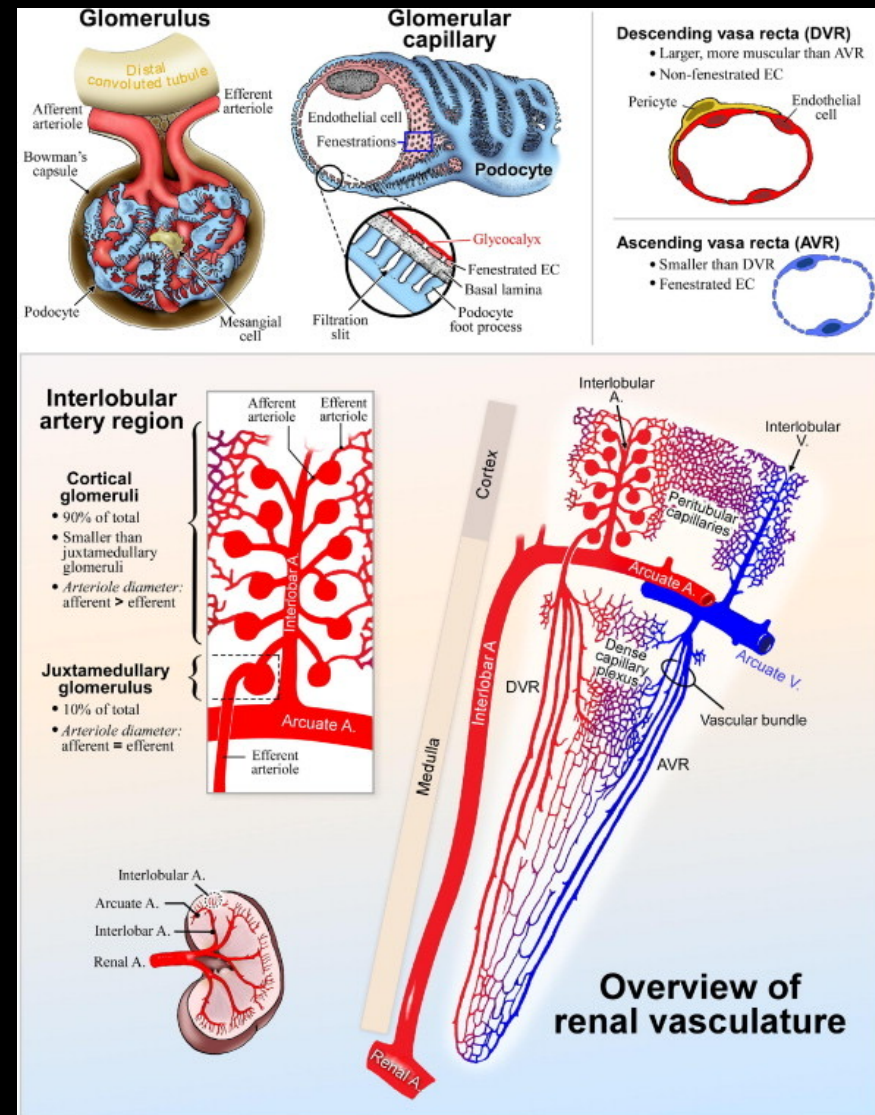 Glomerulus
Distal
convoluted tubule
Afferent
arteriole
Efferent
arteriole
Bowman's
capsule
Podocyte
Mesangial
cell
Glomerular
capillary
Endothelial cell
Fenestrations
Podocyte
Glycocalyx
Fenestrated EC
Basal lamina
Podocyte
foot process
Filtration
slit
Descending vasa recta (DVR)
• Larger, more muscular than AVR
• Non-fenestrated EC
Pericyte
Endothelial
cell
Ascending vasa recta (AVR)
• Smaller than DVR
• Fenestrated EC
Interlobular
artery region
Cortical
glomeruli
• 90% of total
• Smaller than
juxtamedullary
glomeruli
• Arteriole diameter:
afferent > efferent
Juxtamedullary
glomerulus
• 10% of total
• Arteriole diameter:
afferent = efferent
Afferent
arteriole
Efferent
arteriole
Interlobar A.
Arcuate A.
Efferent
arteriole
Interlobular A.
Arcuate A.
Interlobar A.
Renal A.
Cortex
Medulla
Interlobular
A.
Interlobular
V.
Peritubular
capillaries
Arcuate A.
Arcuate V.
Interlobar A.
DVR
Dense
capillary
plexus
Vascular bundle
AVR
Renal A.
Overview of
renal vasculature